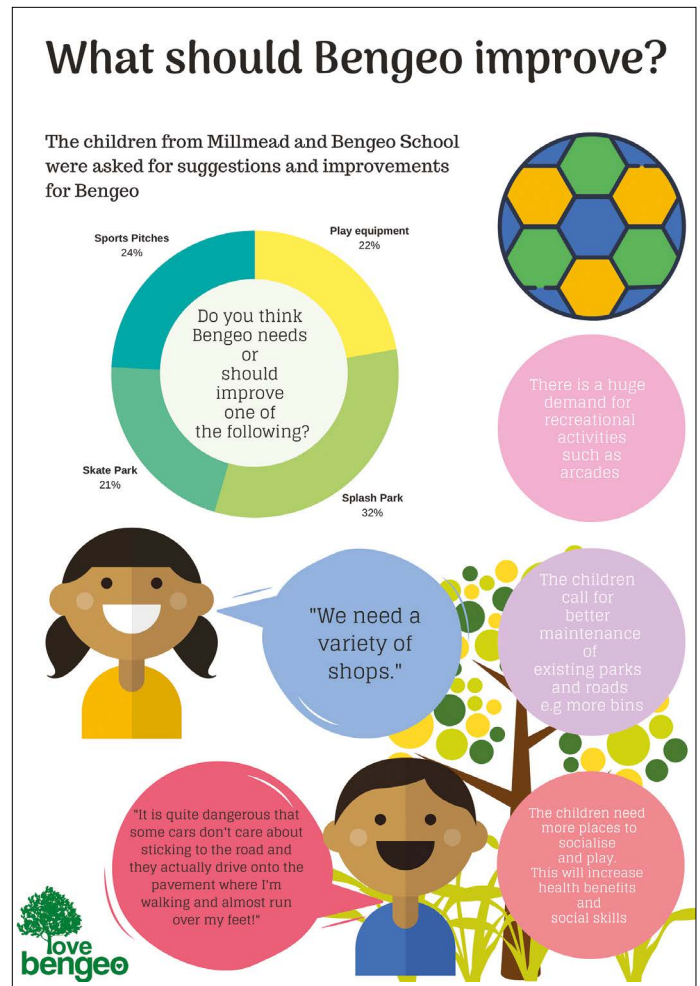 What should Bengeo improve?
The children from Millmead and Bengeo School
were asked for suggestions and improvements
for Bengeo
Sports Pitches
24%
Play equipment
22%
Do you think
Bengeo needs
or
should
improve
one of
the following?
Skate Park
21%
Splash Park
32%
There is a huge
demand for
recreational
activities
such as
arcades
"We need a
variety of
shops."
The children
call for
better
maintenance
of
existing parks
and roads
e.g more bins
"It is quite dangerous that
some cars don't care about
sticking to the road and
they actually drive onto the
pavement where I'm
walking and almost run
over my feet!"
The children need
more places to
socialise
and play.
This will increase
health benefits
and
social skills
love
bengeo